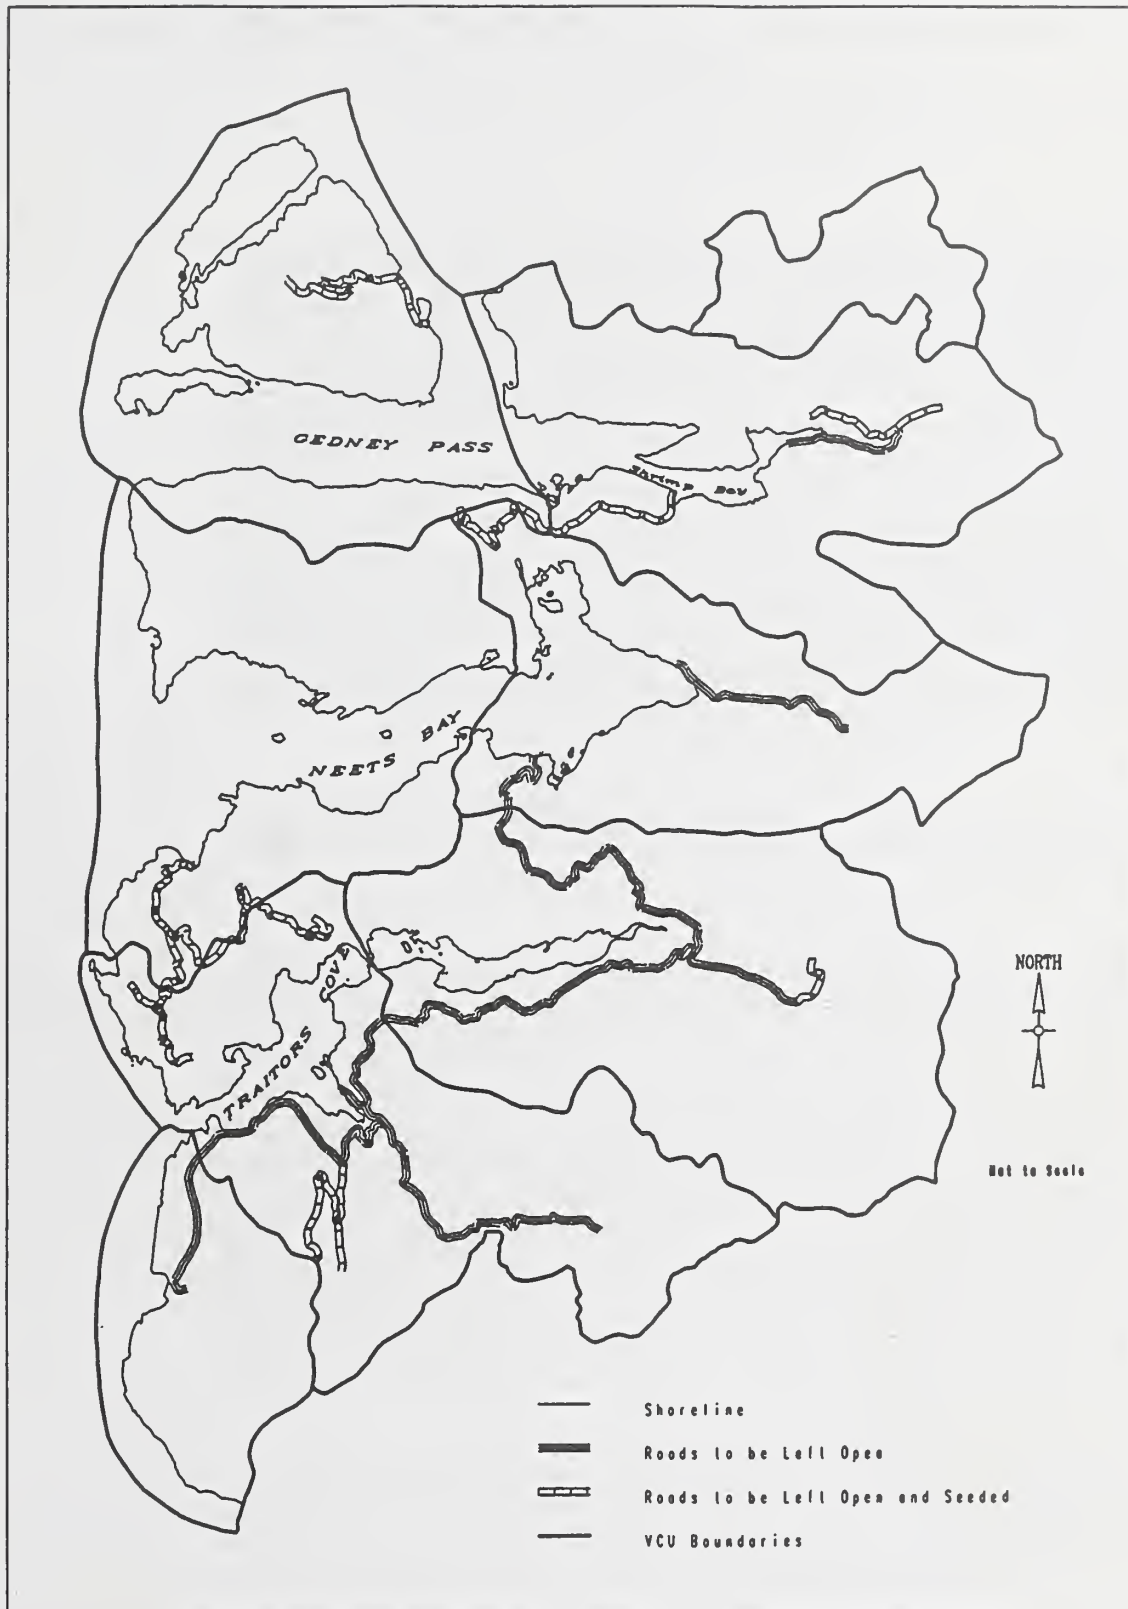 GEDNEY PASS
Shrimp Bay
NEETS BAY
TRAITORS COVE
NORTH
Not to Scale
Shoreline
Roads to be Left Open
Roads to be Left Open and Seeded
VCU Boundaries